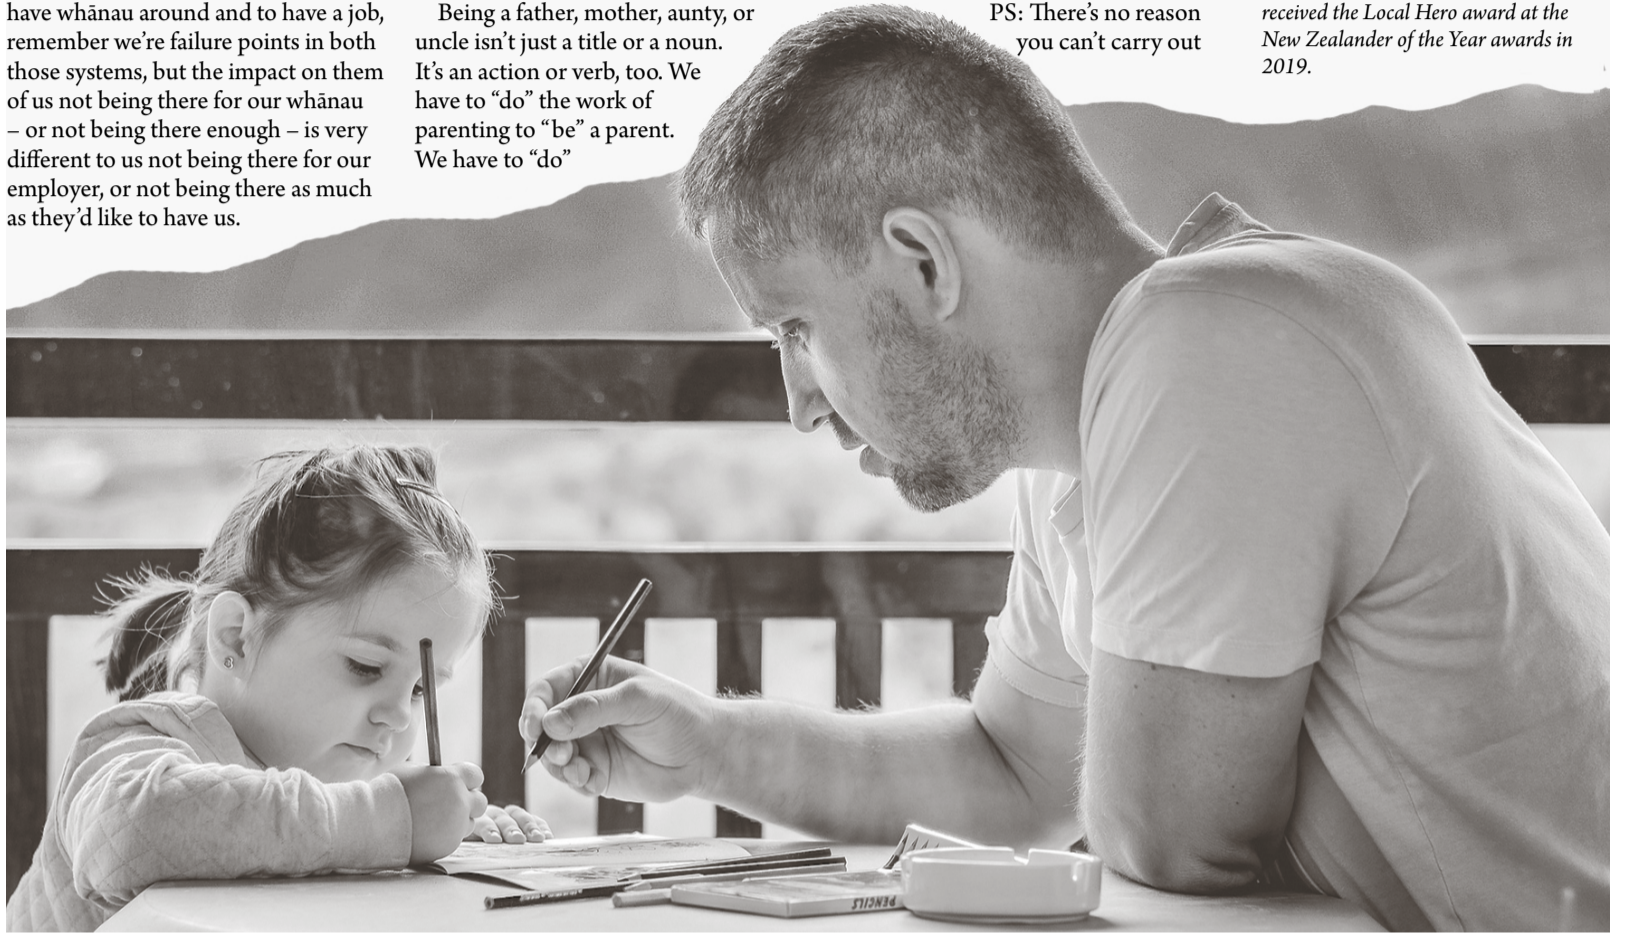 have whānau around and to have a job,
remember we’re failure points in both
those systems, but the impact on them
of us not being there for our whānau
– or not being there enough – is very
different to us not being there for our
employer, or not being there as much
as they’d like to have us.
Being a father, mother, aunty, or
uncle isn’t just a title or a noun.
It’s an action or verb, too. We
have to “do” the work of
parenting to “be” a parent.
We have to “do”
PS: There’s no reason
you can’t carry out
received the Local Hero award at the
New Zealander of the Year awards in
2019.
PENCILS